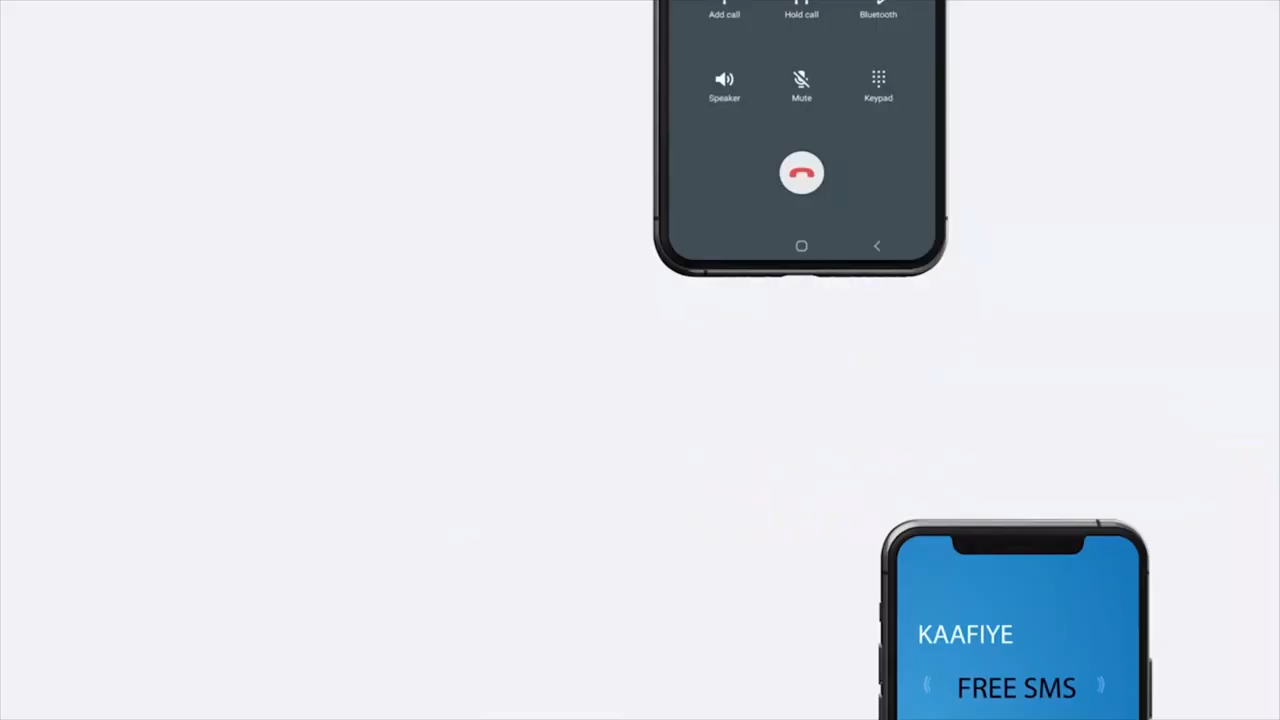 Add call Hold call Bluetooth
Speaker Mute Keypad
KAAFIYE
FREE SMS